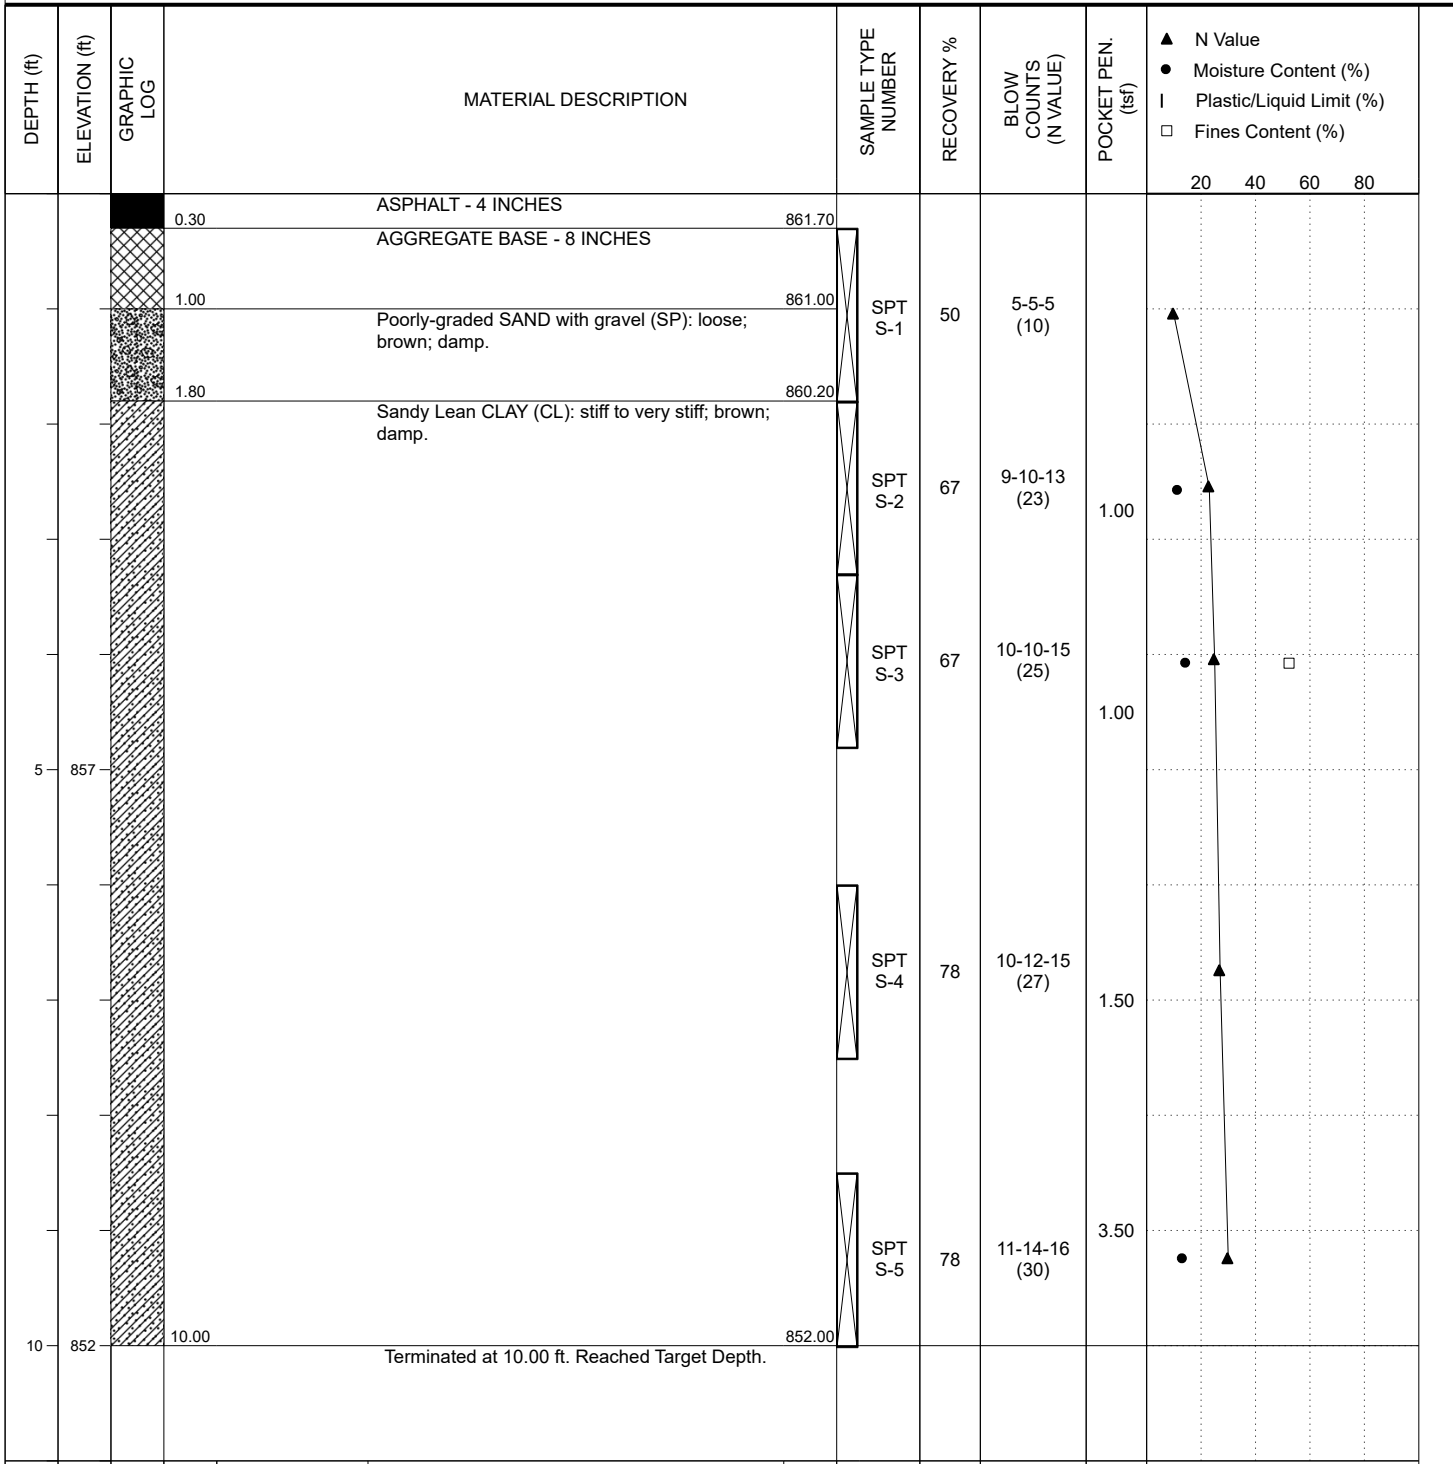 DEPTH (ft)
ELEVATION (ft)
GRAPHIC
LOG
MATERIAL DESCRIPTION
SAMPLE TYPE
NUMBER
RECOVERY %
BLOW
COUNTS
(N VALUE)
POCKET PEN.
(tsf)
▲ N Value
● Moisture Content (%)
| Plastic/Liquid Limit (%)
□ Fines Content (%)
20 40 60 80
ASPHALT - 4 INCHES
0.30 861.70
AGGREGATE BASE - 8 INCHES
1.00 861.00
Poorly-graded SAND with gravel (SP): loose;
brown; damp.
SPT
S-1
50
5-5-5
(10)
1.80 860.20
Sandy Lean CLAY (CL): stiff to very stiff; brown;
damp.
SPT
S-2
67
9-10-13
(23)
1.00
SPT
S-3
67
10-10-15
(25)
1.00
5 857
SPT
S-4
78
10-12-15
(27)
1.50
3.50
SPT
S-5
78
11-14-16
(30)
10 852 10.00 852.00
Terminated at 10.00 ft. Reached Target Depth.